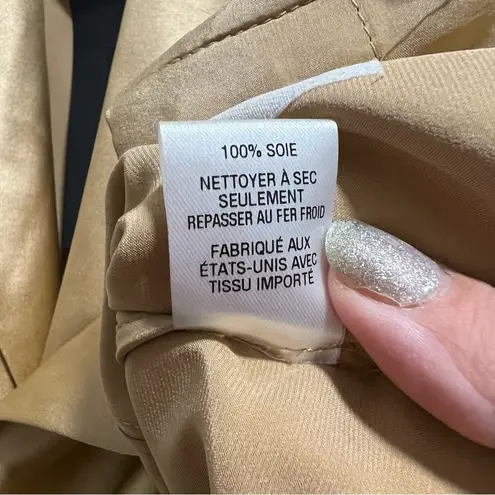 100% SOIE
NETTOYER À SEC
SEULEMENT
REPASSER AU FER FROID
FABRIQUÉ AUX
ÉTATS-UNIS AVEC
TISSU IMPORTÉ